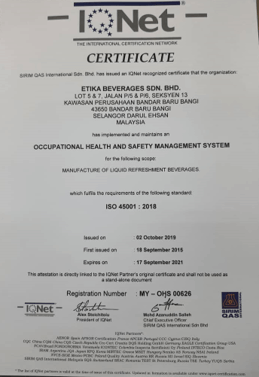 IQNet
THE INTERNATIONAL CERTIFICATION NETWORK
CERTIFICATE
SIRIM QAS International Sdn. Bhd. has issued an IQNet recognized certificate that the organization:
ETIKA BEVERAGES SDN. BHD.
LOT 5 & 7, JALAN P/5 & P/6, SEKSYEN 13
KAWASAN PERUSAHAAN BANDAR BARU BANGI
43650 BANDAR BARU BANGI
SELANGOR DARUL EHSAN
MALAYSIA
has implemented and maintains an
OCCUPATIONAL HEALTH AND SAFETY MANAGEMENT SYSTEM
for the following scope
MANUFACTURE OF LIQUID REFRESHMENT BEVERAGES.
which fulfills the requirements of the following standard
ISO 45001 : 2018
Issued on : 02 October 2019
First issued on : 18 September 2015
Expires on : 17 September 2021
This attestation is directly linked to the IQNet Partner's original certificate and shall not be used as
a stand-alone document
Registration Number : MY – OHS 00626
IQNet
Alex Stoichitoiu
President of IQNet
Mohd Azanuddin Salleh
Chief Executive Officer
SIRIM QAS International Sdn Bhd
SIRIM
QAS
IQNet Partners*: